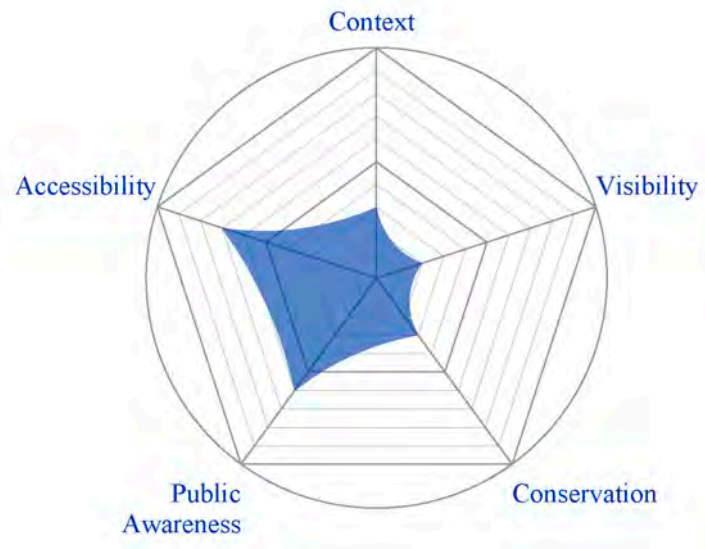 Context
Accessibility
Visibility
Public
Awareness
Conservation